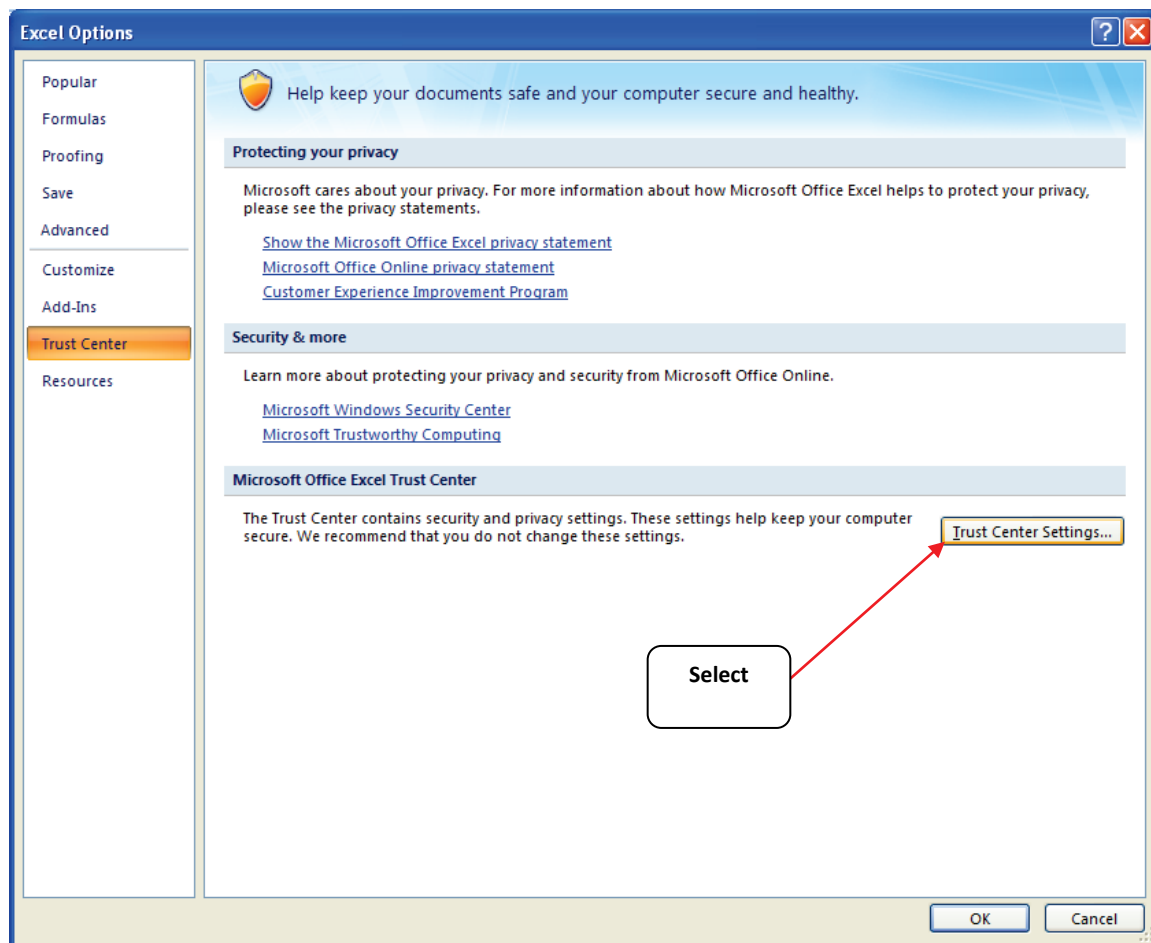 Excel Options
Popular
Formulas
Proofing
Save
Advanced
Customize
Add-Ins
Trust Center
Resources
Help keep your documents safe and your computer secure and healthy.
Protecting your privacy
Microsoft cares about your privacy. For more information about how Microsoft Office Excel helps to protect your privacy,
please see the privacy statements.
Show the Microsoft Office Excel privacy statement
Microsoft Office Online privacy statement
Customer Experience Improvement Program
Security & more
Learn more about protecting your privacy and security from Microsoft Office Online.
Microsoft Windows Security Center
Microsoft Trustworthy Computing
Microsoft Office Excel Trust Center
The Trust Center contains security and privacy settings. These settings help keep your computer
secure. We recommend that you do not change these settings.
Trust Center Settings...
Select
OK
Cancel